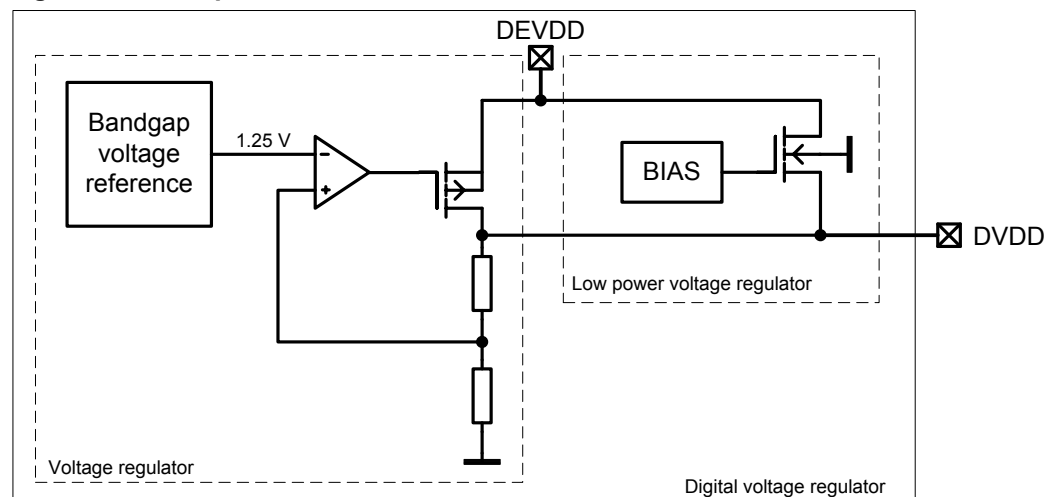 DEVDD
Bandgap
voltage
reference
1.25 V
−
+
BIAS
DVDD
Low power voltage regulator
Voltage regulator
Digital voltage regulator